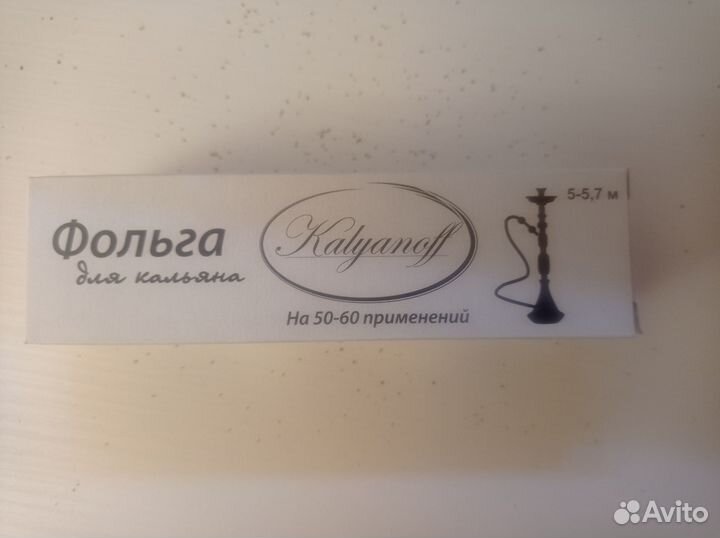 Фольга
для кальяна
Kalyanoff
На 50-60 применений
5-5,7 м
Avito